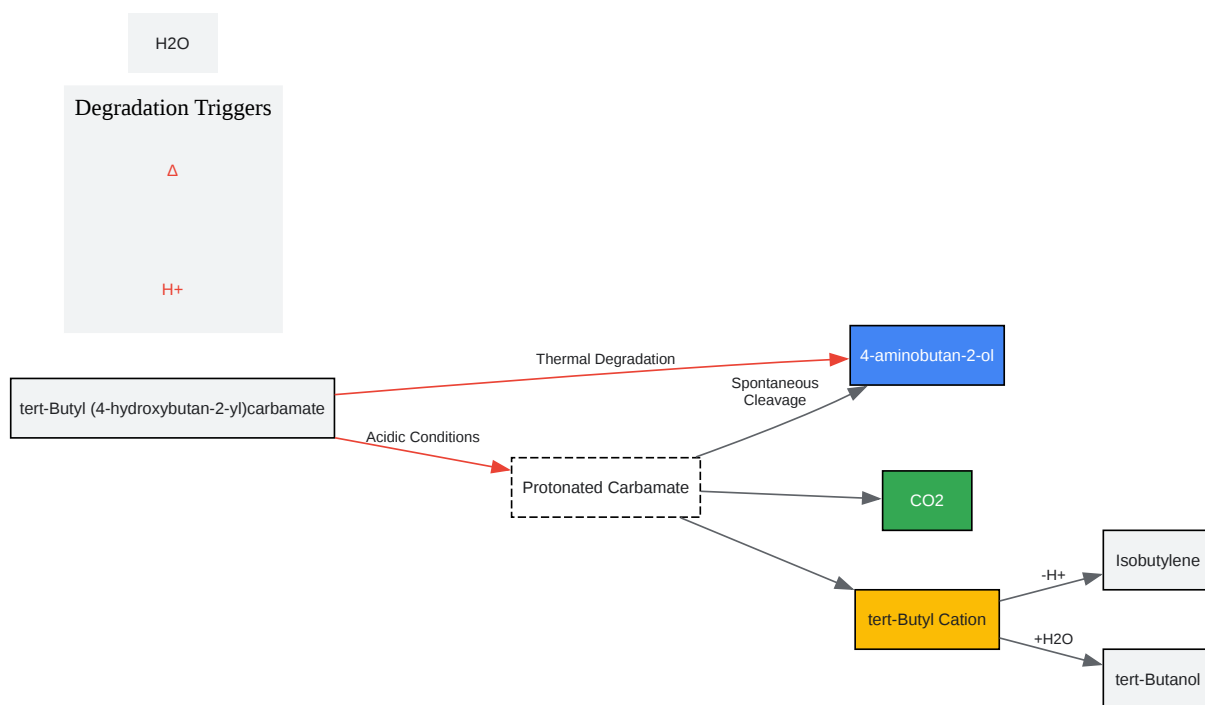 H2O
Degradation Triggers
Δ
H+
tert-Butyl (4-hydroxybutan-2-yl)carbamate
Thermal Degradation
Acidic Conditions
4-aminobutan-2-ol
Spontaneous
Cleavage
Protonated Carbamate
CO2
tert-Butyl Cation
-H+
Isobutylene
+H2O
tert-Butanol